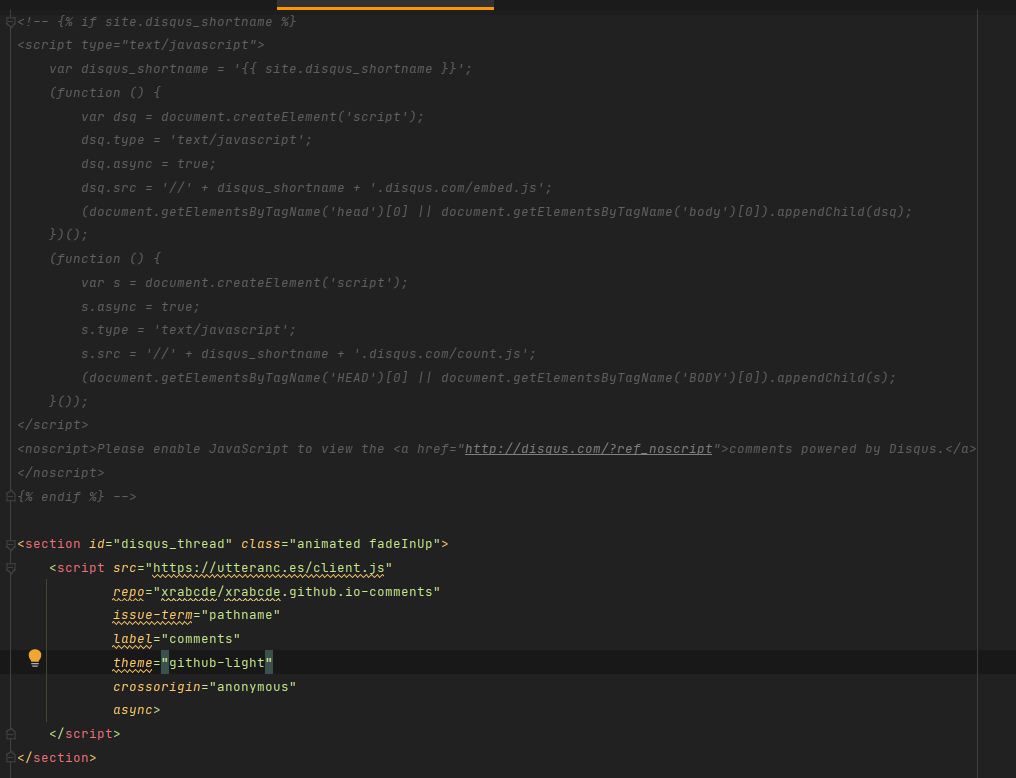 <!-- {% if site.disqus_shortname %}
<script type="text/javascript">
    var disqus_shortname = '{{ site.disqus_shortname }}';
    (function () {
        var dsq = document.createElement('script');
        dsq.type = 'text/javascript';
        dsq.async = true;
        dsq.src = '//' + disqus_shortname + '.disqus.com/embed.js';
        (document.getElementsByTagName('head')[0] || document.getElementsByTagName('body')[0]).appendChild(dsq);
    })();
    (function () {
        var s = document.createElement('script');
        s.async = true;
        s.type = 'text/javascript';
        s.src = '//' + disqus_shortname + '.disqus.com/count.js';
        (document.getElementsByTagName('HEAD')[0] || document.getElementsByTagName('BODY')[0]).appendChild(s);
    }());
</script>
<noscript>Please enable JavaScript to view the <a href="http://disqus.com/?ref_noscript">comments powered by Disqus.</a>
</noscript>
{% endif %} -->
<section id="disqus_thread" class="animated fadeInUp">
    <script src="https://utteranc.es/client.js"
            repo="xrabcde/xrabcde.github.io-comments"
            issue-term="pathname"
            label="comments"
            theme="github-light"
            crossorigin="anonymous"
            async>
    </script>
</section>